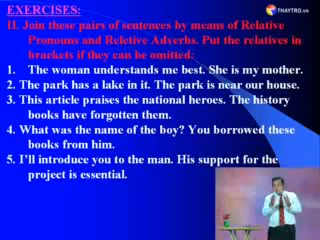 THAYTRO.VN
EXERCISES:
II. Join these pairs of sentences by means of Relative
Pronouns and Reletive Adverbs. Put the relatives in
brackets if they can be omitted:
1. The woman understands me best. She is my mother.
2. The park has a lake in it. The park is near our house.
3. This article praises the national heroes. The history
books have forgotten them.
4. What was the name of the boy? You borrowed these
books from him.
5. I'll introduce you to the man. His support for the
project is essential.